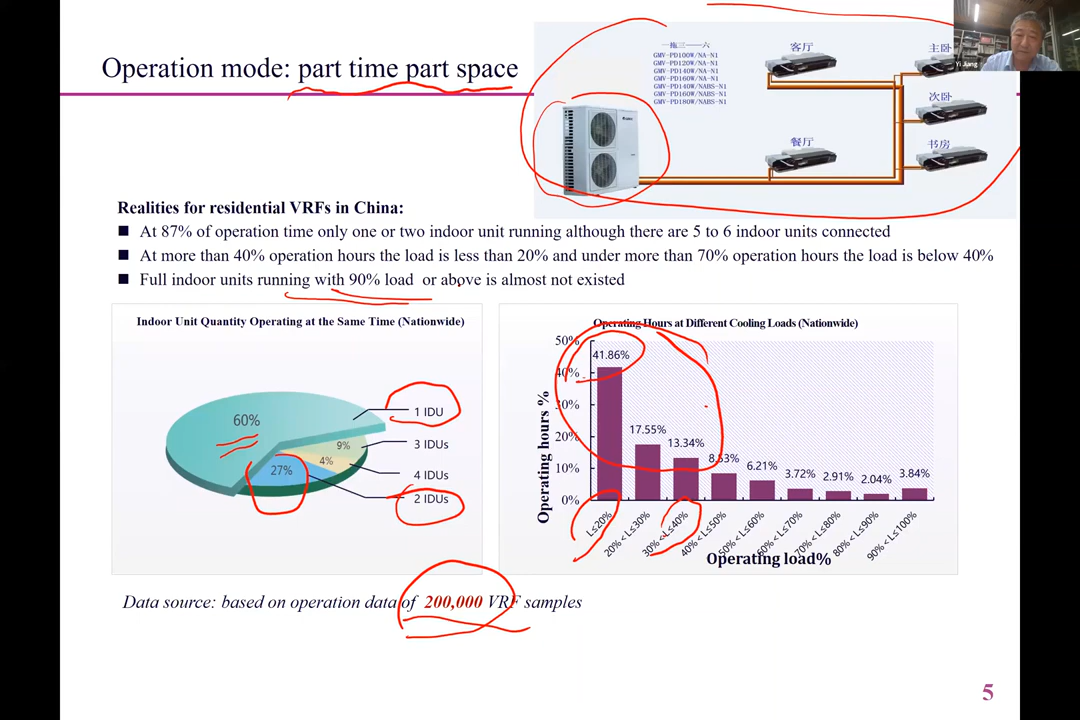 Operation mode: part time part space
一拖三——六
GMV-PD100W/NA-N1
GMV-PD120W/NA-N1
GMV-PD140W/NA-N1
GMV-PD160W/NA-N1
GMV-PD140W/NABS-N1
GMV-PD160W/NABS-N1
GMV-PD180W/NABS-N1
客厅
主卧
次卧
餐厅
书房
Yi Jiang
Realities for residential VRFs in China:
■ At 87% of operation time only one or two indoor unit running although there are 5 to 6 indoor units connected
■ At more than 40% operation hours the load is less than 20% and under more than 70% operation hours the load is below 40%
■ Full indoor units running with 90% load or above is almost not existed
Indoor Unit Quantity Operating at the Same Time (Nationwide)
60%
9%
4%
27%
1 IDU
3 IDUs
4 IDUs
2 IDUs
Operating Hours at Different Cooling Loads (Nationwide)
Operating hours %
50%
40%
30%
20%
10%
0%
41.86%
17.55%
13.34%
8.53%
6.21%
3.72%
2.91%
2.04%
3.84%
L≤20%
20% < L≤30%
30% < L≤40%
40% < L≤50%
50% < L≤60%
60% < L≤70%
70% < L≤80%
80% < L≤90%
90% < L≤100%
Operating load%
Data source: based on operation data of 200,000 VRF samples
5